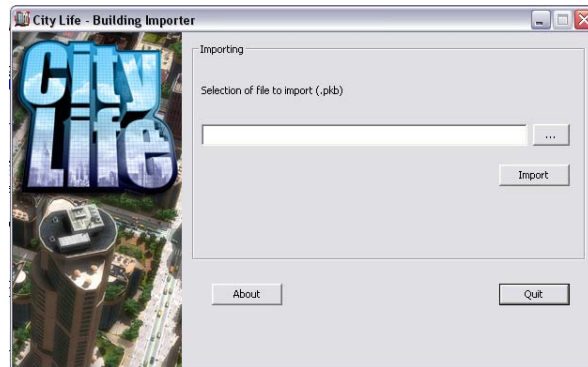 City Life - Building Importer
City
Life
Importing
Selection of file to import (.pkb)
...
Import
About
Quit